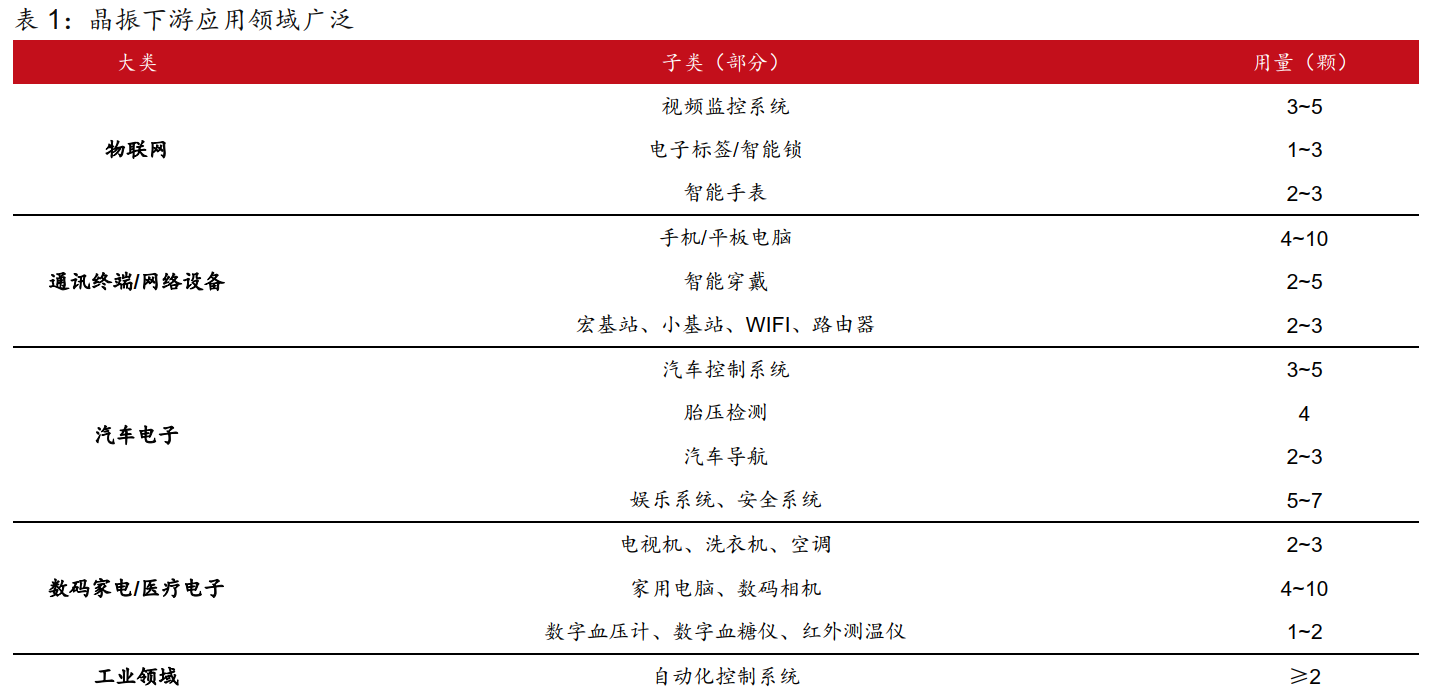 表 1：晶振下游应用领域广泛
大类 子类（部分） 用量（颗）
视频监控系统 3~5
物联网 电子标签/智能锁 1~3
智能手表 2~3
手机/平板电脑 4~10
通讯终端/网络设备 智能穿戴 2~5
宏基站、小基站、WIFI、路由器 2~3
汽车控制系统 3~5
胎压检测 4
汽车电子
汽车导航 2~3
娱乐系统、安全系统 5~7
电视机、洗衣机、空调 2~3
数码家电/医疗电子 家用电脑、数码相机 4~10
数字血压计、数字血糖仪、红外测温仪 1~2
工业领域 自动化控制系统 ≥2